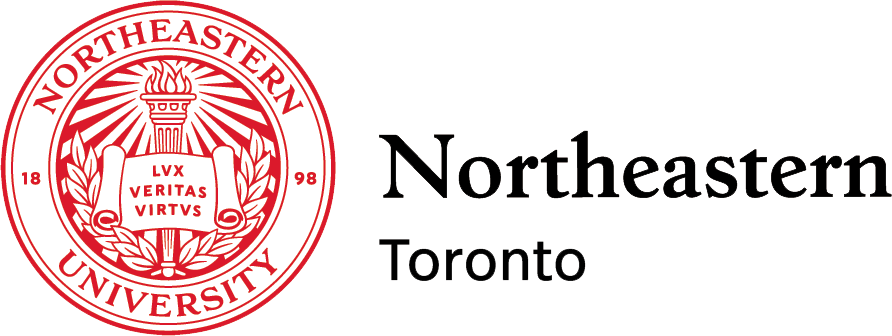 NORTHEASTERN
18 98
LVX
VERITAS
VIRTVS
UNIVERSITY
Northeastern
Toronto